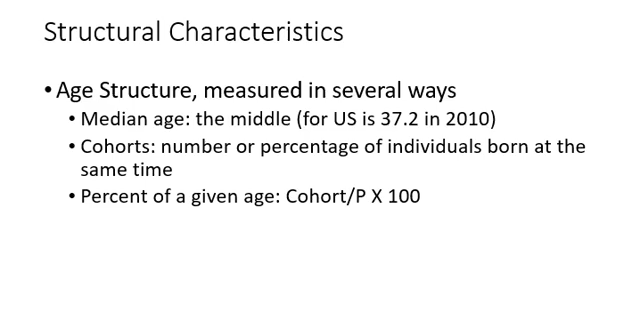 Structural Characteristics
• Age Structure, measured in several ways
• Median age: the middle (for US is 37.2 in 2010)
• Cohorts: number or percentage of individuals born at the
same time
• Percent of a given age: Cohort/P X 100